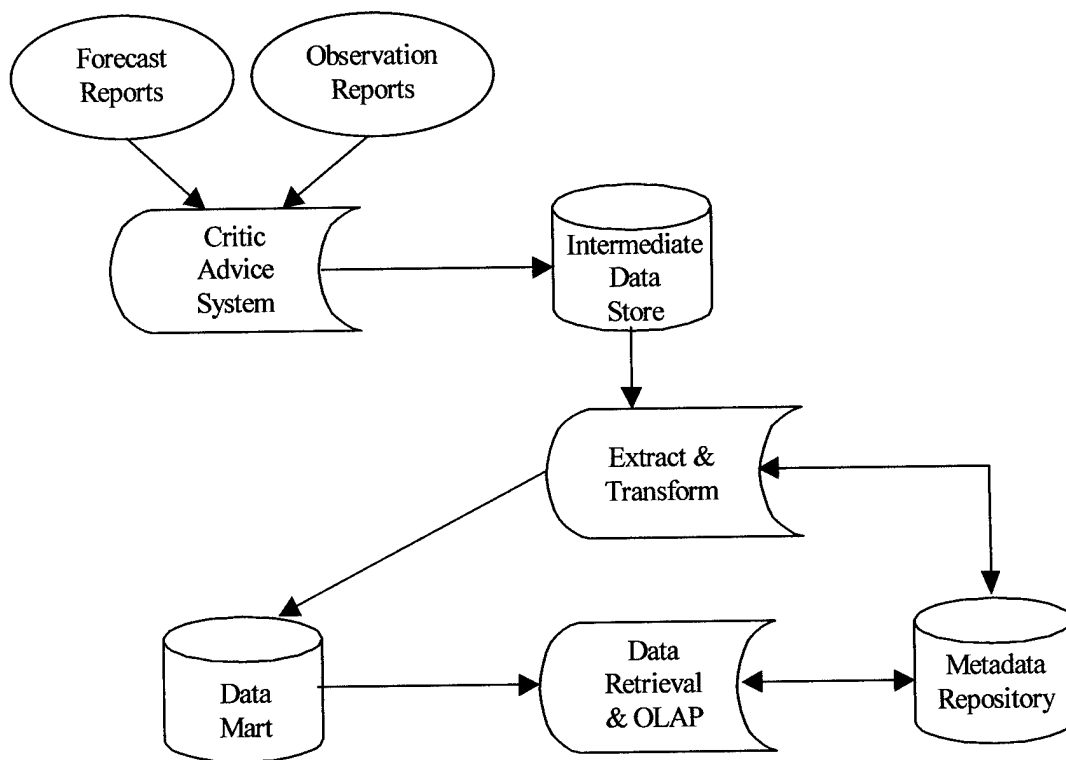 Forecast
Reports
Observation
Reports
Critic
Advice
System
Intermediate
Data
Store
Extract &
Transform
Data
Mart
Data
Retrieval
& OLAP
Metadata
Repository